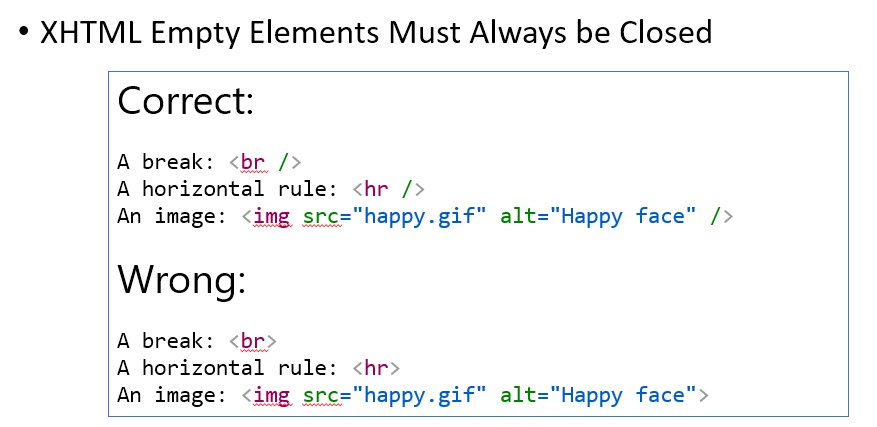 • XHTML Empty Elements Must Always be Closed
Correct:
A break: <br />
A horizontal rule: <hr />
An image: <img src="happy.gif" alt="Happy face" />
Wrong:
A break: <br>
A horizontal rule: <hr>
An image: <img src="happy.gif" alt="Happy face">